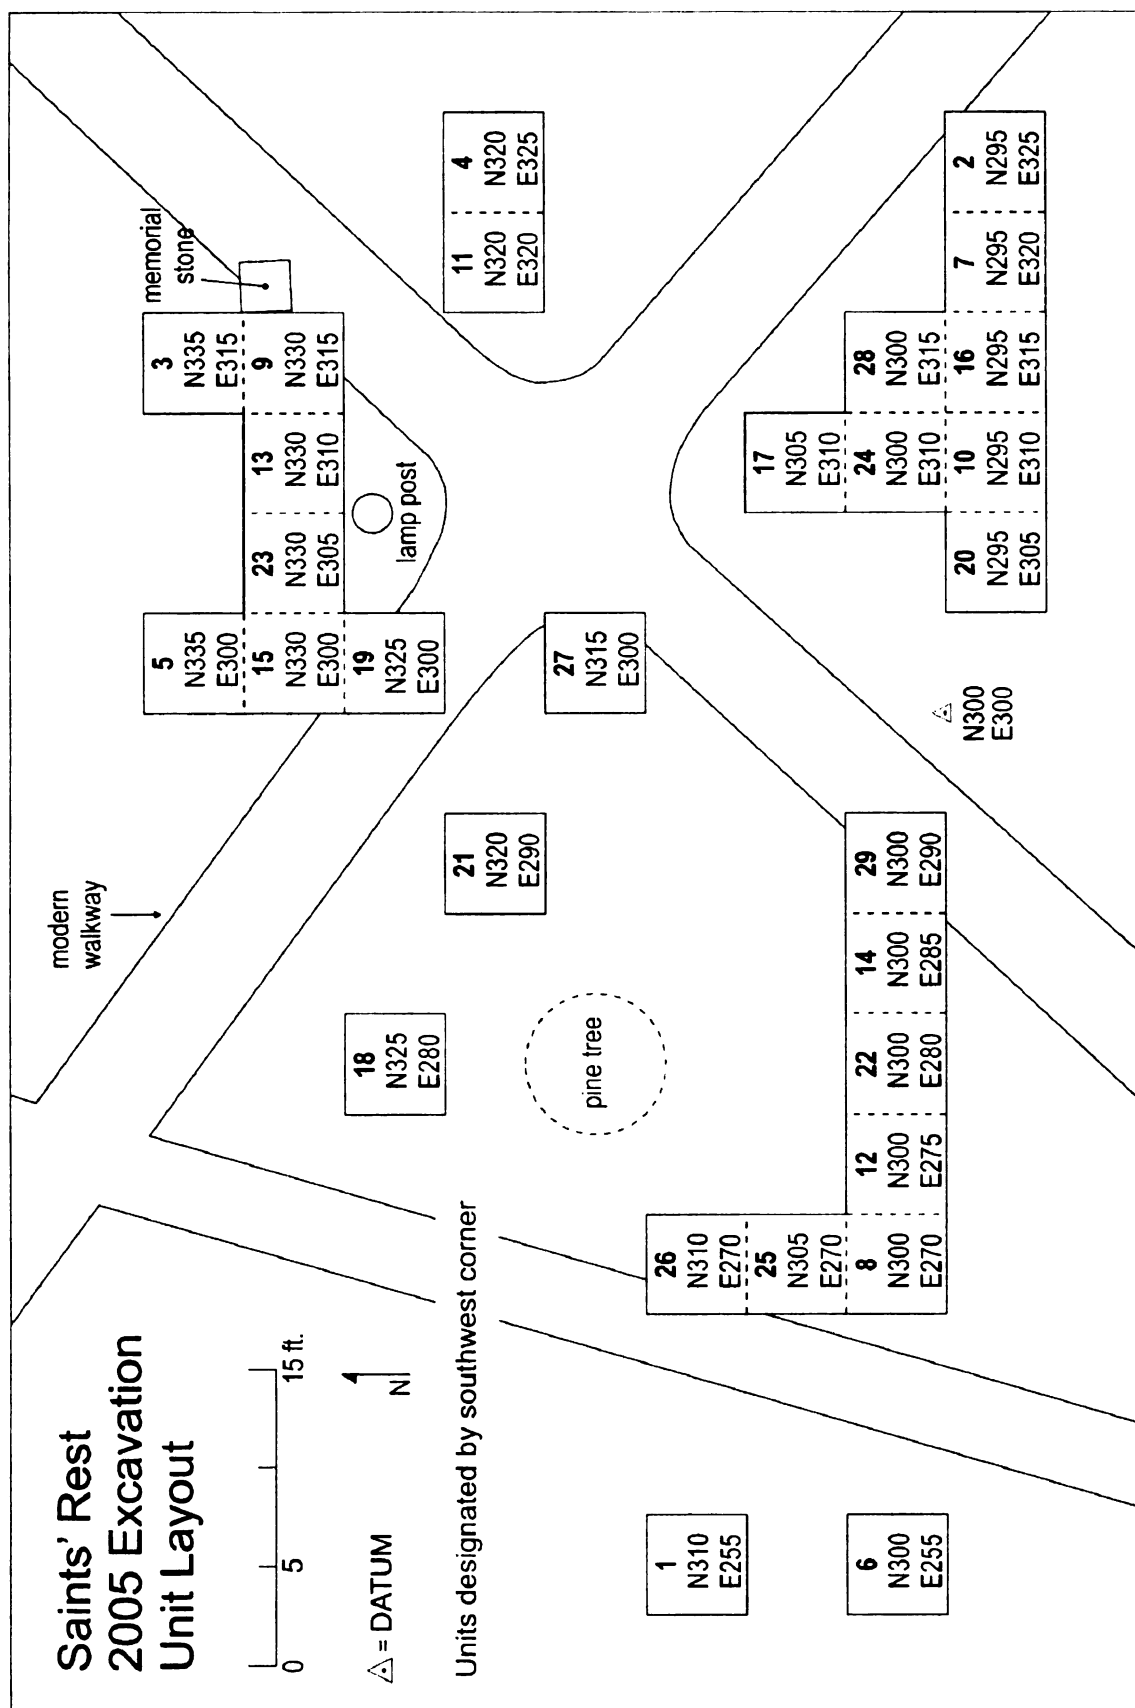 Saints' Rest
2005 Excavation
Unit Layout
0
5
15 ft.
= DATUM
N
Units designated by southwest corner
modern
walkway
memorial
stone
lamp post
pine tree
5
N335
E300
3
N335
E315
15
N330
E300
23
N330
E305
13
N330
E310
9
N330
E315
19
N325
E300
18
N325
E280
21
N320
E290
11
N320
E320
4
N320
E325
27
N315
E300
1
N310
E255
26
N310
E270
25
N305
E270
17
N305
E310
6
N300
E255
8
N300
E270
12
N300
E275
22
N300
E280
14
N300
E285
29
N300
E290
24
N300
E310
28
N300
E315
N300
E300
20
N295
E305
10
N295
E310
16
N295
E315
7
N295
E320
2
N295
E325